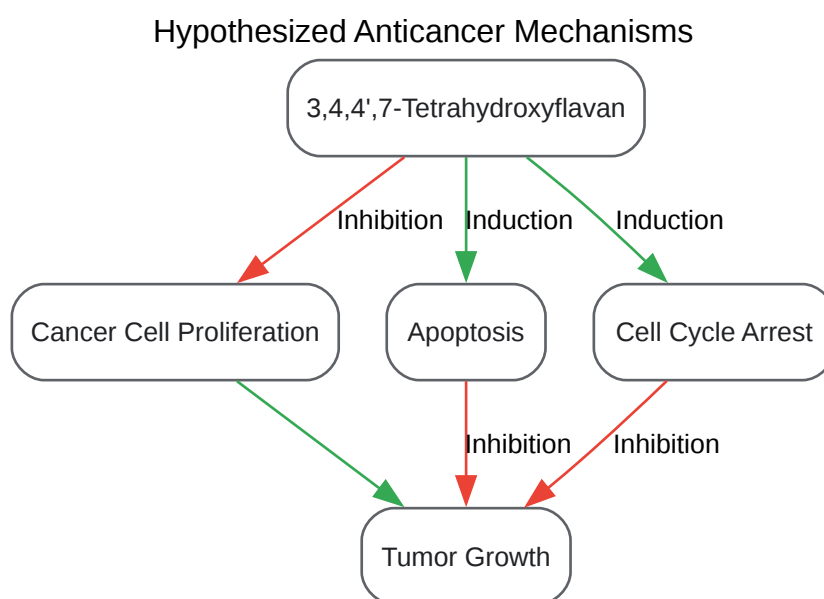 Hypothesized Anticancer Mechanisms
3,4,4',7-Tetrahydroxyflavan
Inhibition
Induction
Induction
Cancer Cell Proliferation
Apoptosis
Cell Cycle Arrest
Inhibition
Inhibition
Tumor Growth